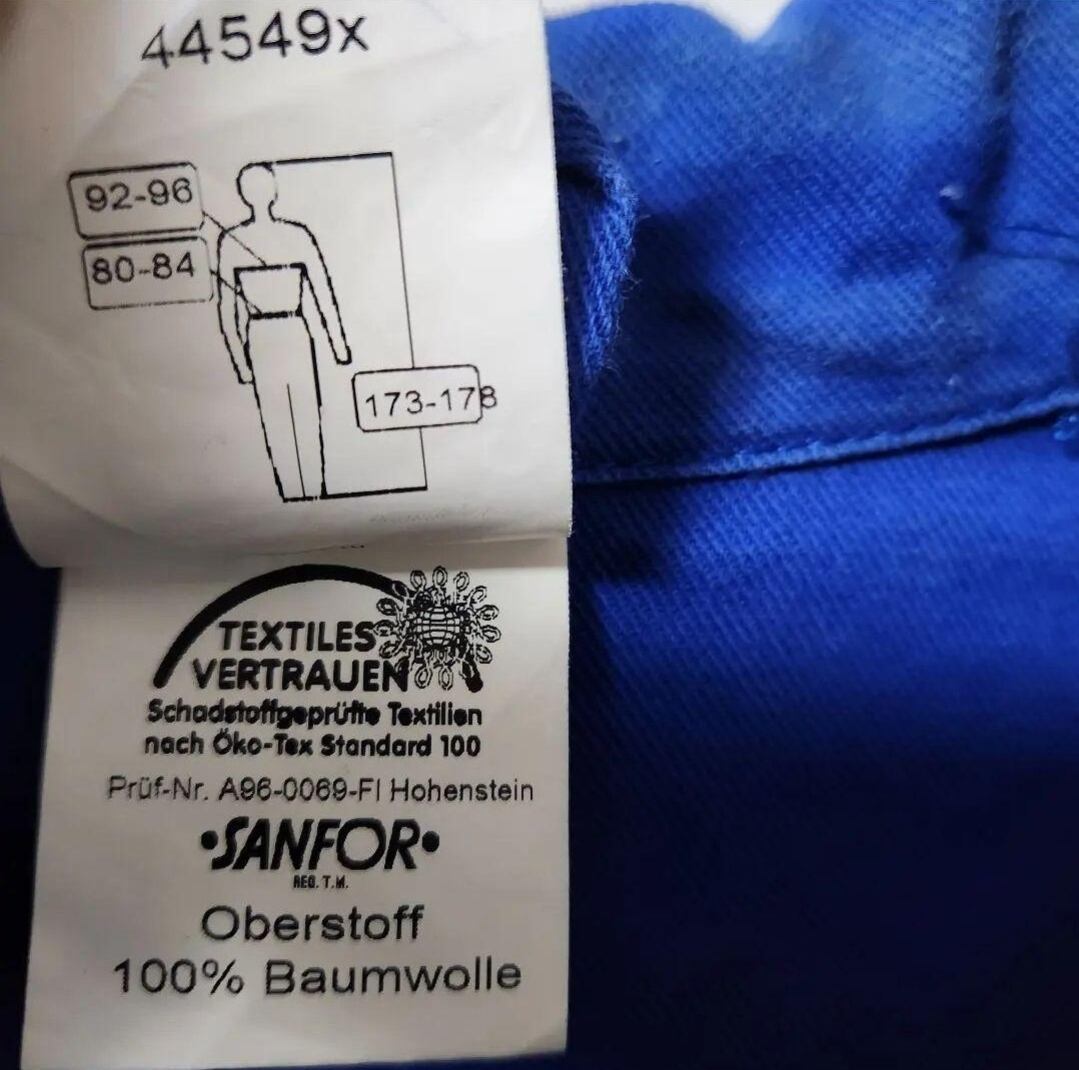 44549x
92-96
80-84
173-178
TEXTILES
VERTRAUEN
Schadstoffgeprüfte Textilien
nach Öko-Tex Standard 100
Prüf-Nr. A96-0069-FI Hohenstein
•SANFOR•
REG. T.M.
Oberstoff
100% Baumwolle